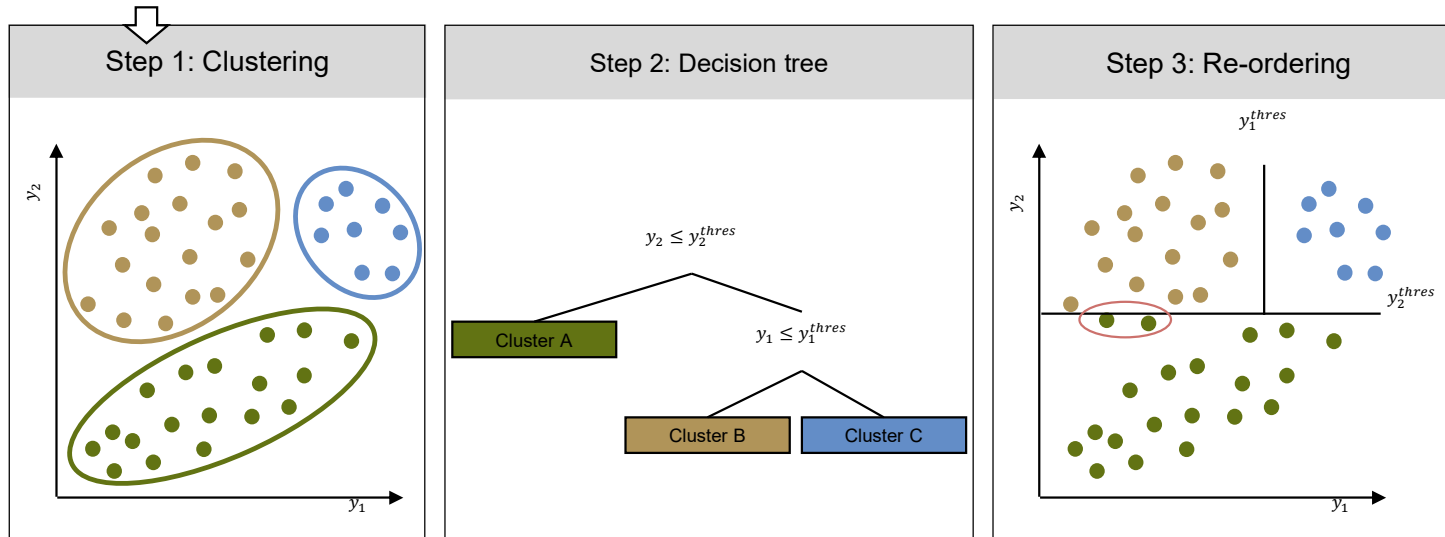 Step 1: Clustering
y₂
y₁
Step 2: Decision tree
y₂ ≤ y₂^thres
Cluster A
y₁ ≤ y₁^thres
Cluster B
Cluster C
Step 3: Re-ordering
y₁^thres
y₂
y₂^thres
y₁